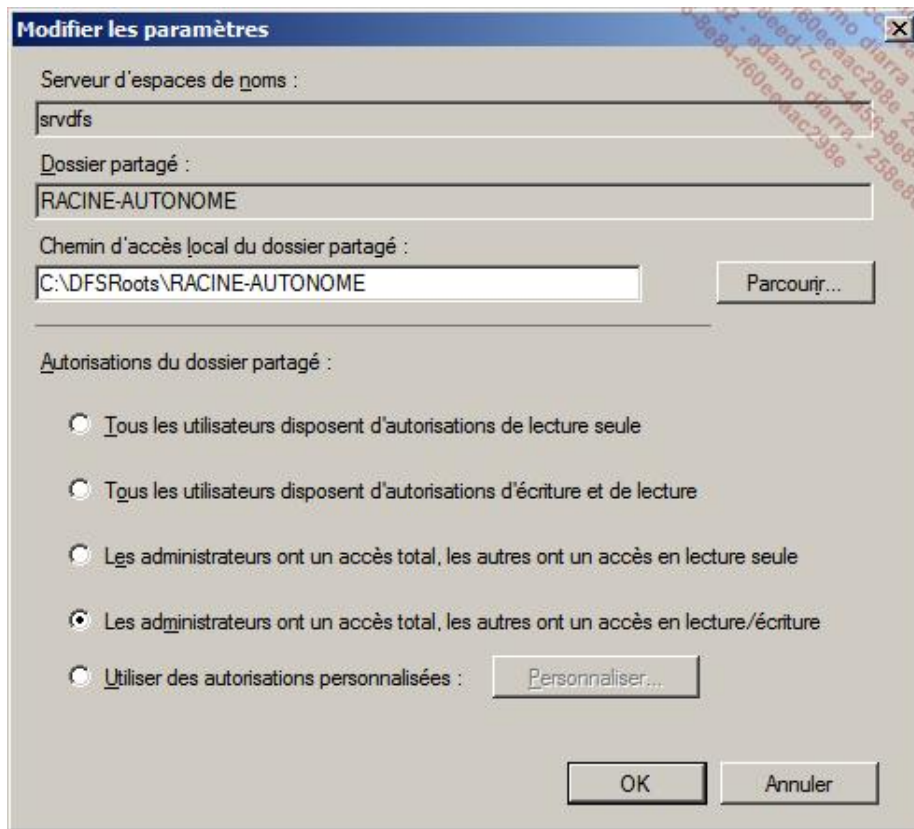 Modifier les paramètres
Serveur d'espaces de noms :
srvdfs
Dossier partagé :
RACINE-AUTONOME
Chemin d'accès local du dossier partagé :
C:\DFSRoots\RACINE-AUTONOME
Parcourir...
Autorisations du dossier partagé :
Tous les utilisateurs disposent d'autorisations de lecture seule
Tous les utilisateurs disposent d'autorisations d'écriture et de lecture
Les administrateurs ont un accès total, les autres ont un accès en lecture seule
Les administrateurs ont un accès total, les autres ont un accès en lecture/écriture
Utiliser des autorisations personnalisées :
Personnaliser...
OK
Annuler